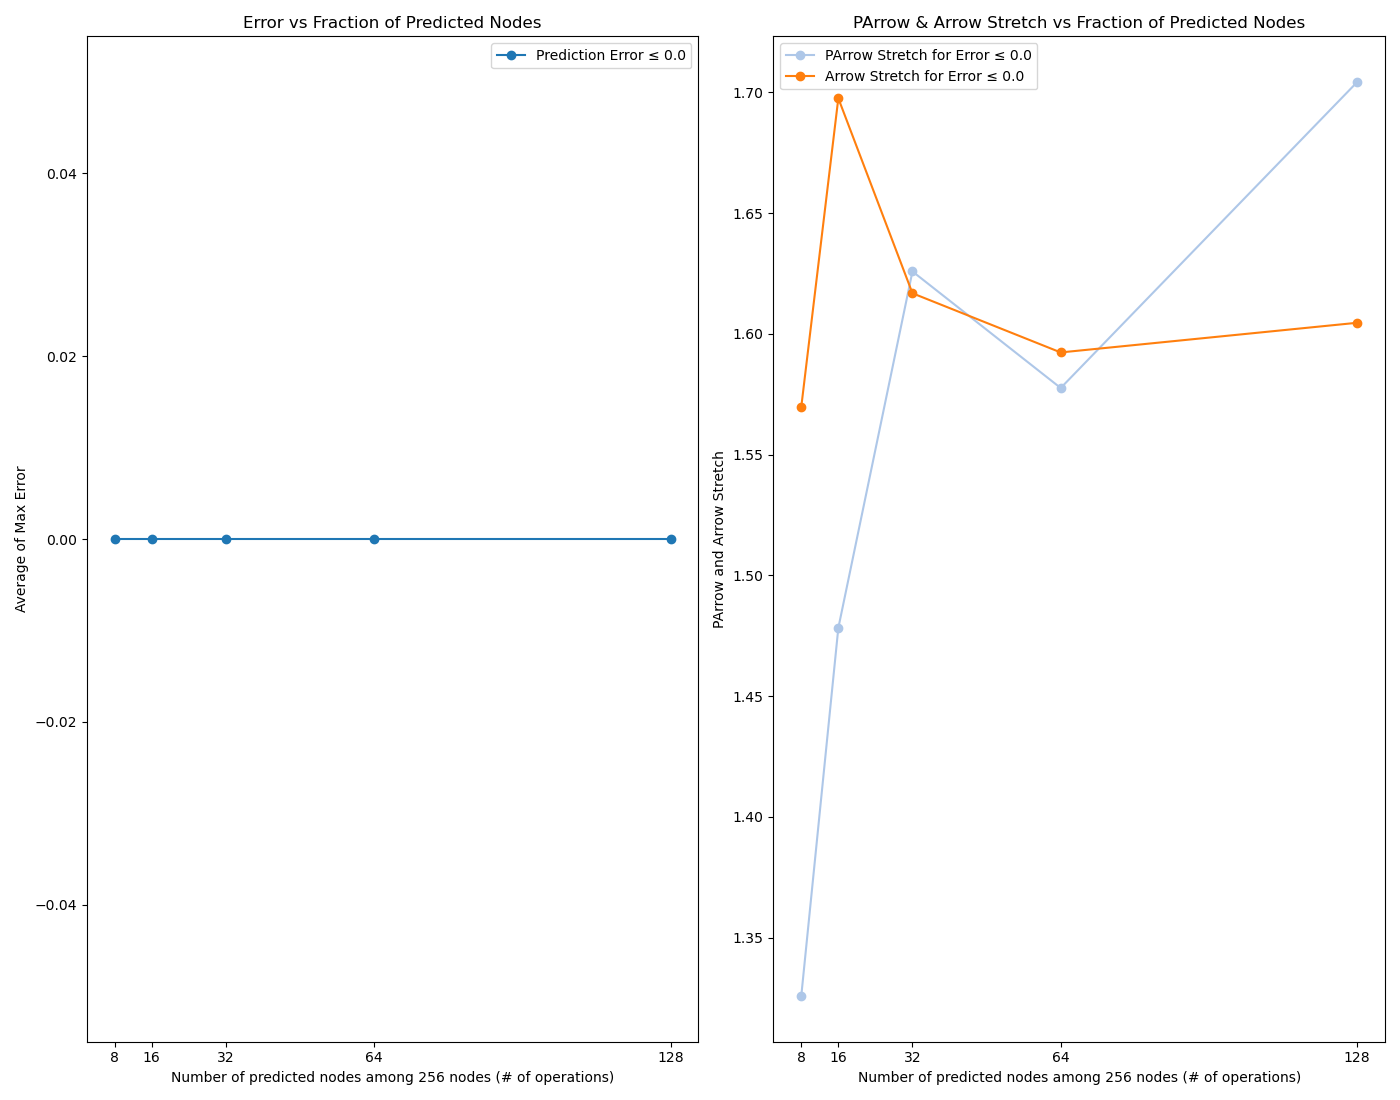 Error vs Fraction of Predicted Nodes
Prediction Error ≤ 0.0
0.04
0.02
0.00
−0.02
−0.04
Average of Max Error
8 16 32 64 128
Number of predicted nodes among 256 nodes (# of operations)
PArrow & Arrow Stretch vs Fraction of Predicted Nodes
PArrow Stretch for Error ≤ 0.0
Arrow Stretch for Error ≤ 0.0
1.70
1.65
1.60
1.55
1.50
1.45
1.40
1.35
PArrow and Arrow Stretch
8 16 32 64 128
Number of predicted nodes among 256 nodes (# of operations)